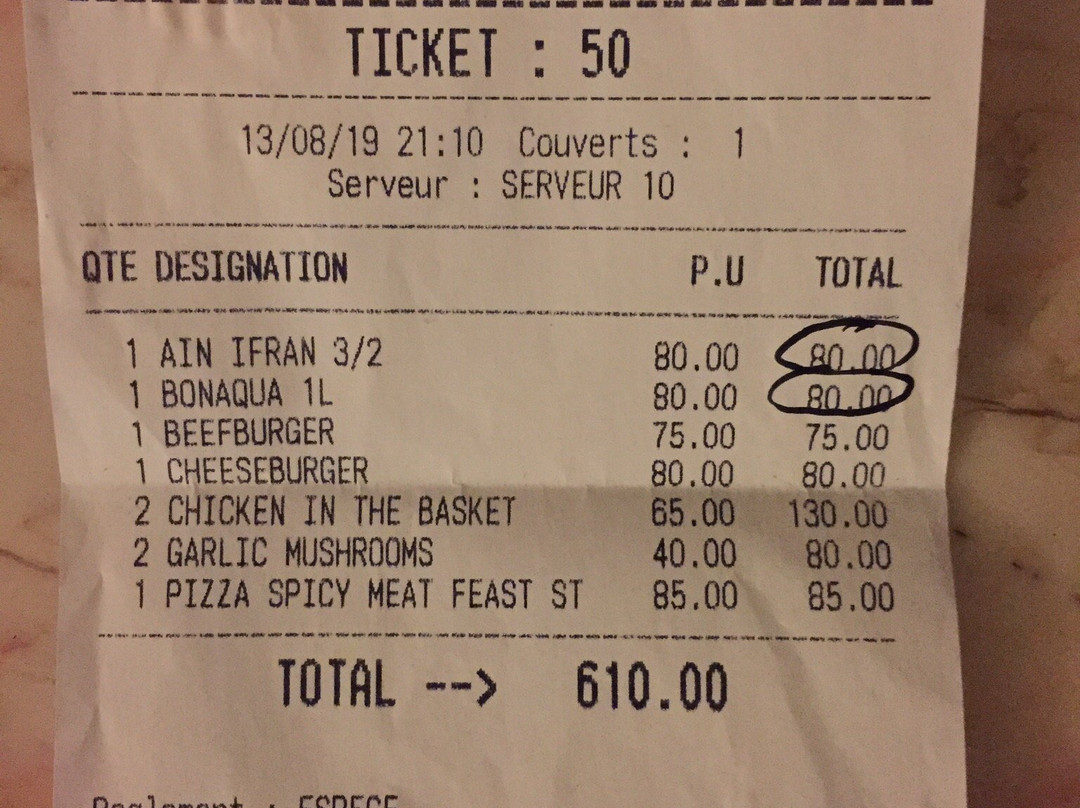 TICKET : 50
13/08/19 21:10 Couverts : 1
Serveur : SERVEUR 10
QTE DESIGNATION P.U TOTAL
1 AIN IFRAN 3/2 80.00 80.00
1 BONAQUA 1L 80.00 80.00
1 BEEFBURGER 75.00 75.00
1 CHEESEBURGER 80.00 80.00
2 CHICKEN IN THE BASKET 65.00 130.00
2 GARLIC MUSHROOMS 40.00 80.00
1 PIZZA SPICY MEAT FEAST ST 85.00 85.00
TOTAL --> 610.00
Reglement : ESPECE